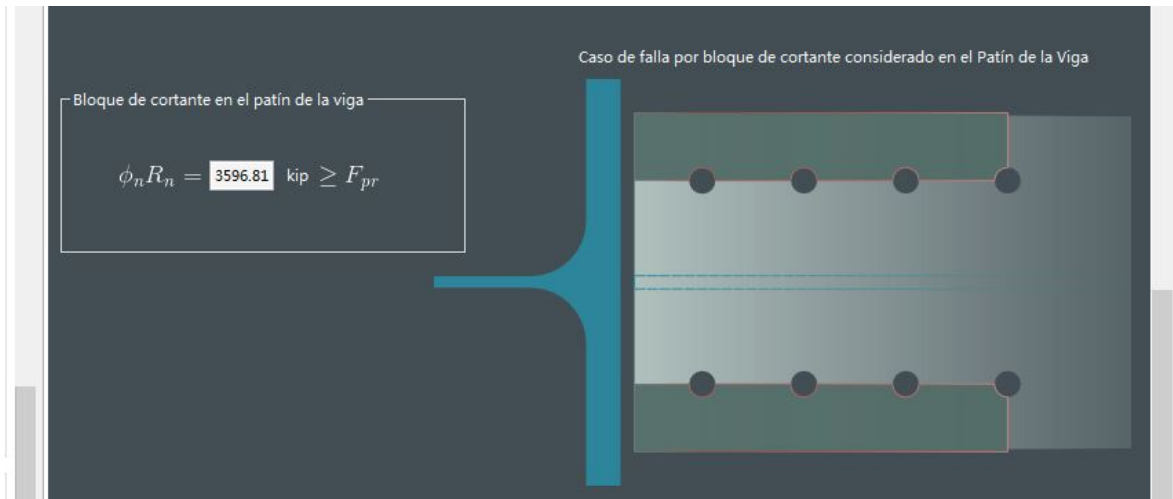 Caso de falla por bloque de cortante considerado en el Patín de la Viga
Bloque de cortante en el patín de la viga
ϕₙRₙ = 3596.81 kip ≥ Fₚᵣ